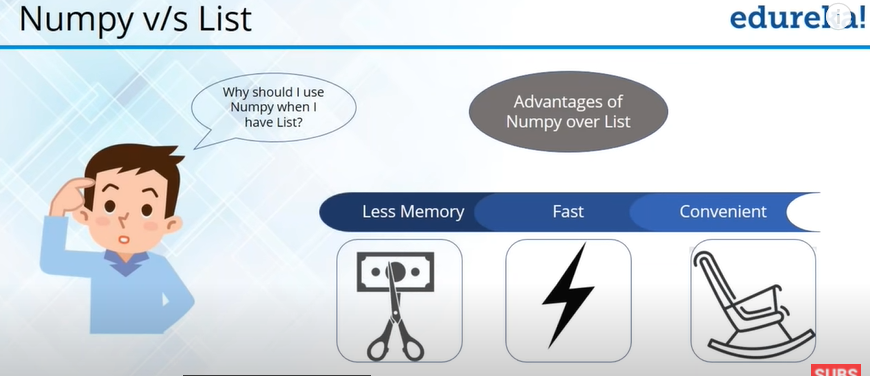 Numpy v/s List
edureka!
Why should I use
Numpy when I
have List?
Advantages of
Numpy over List
Less Memory
Fast
Convenient
SUBS